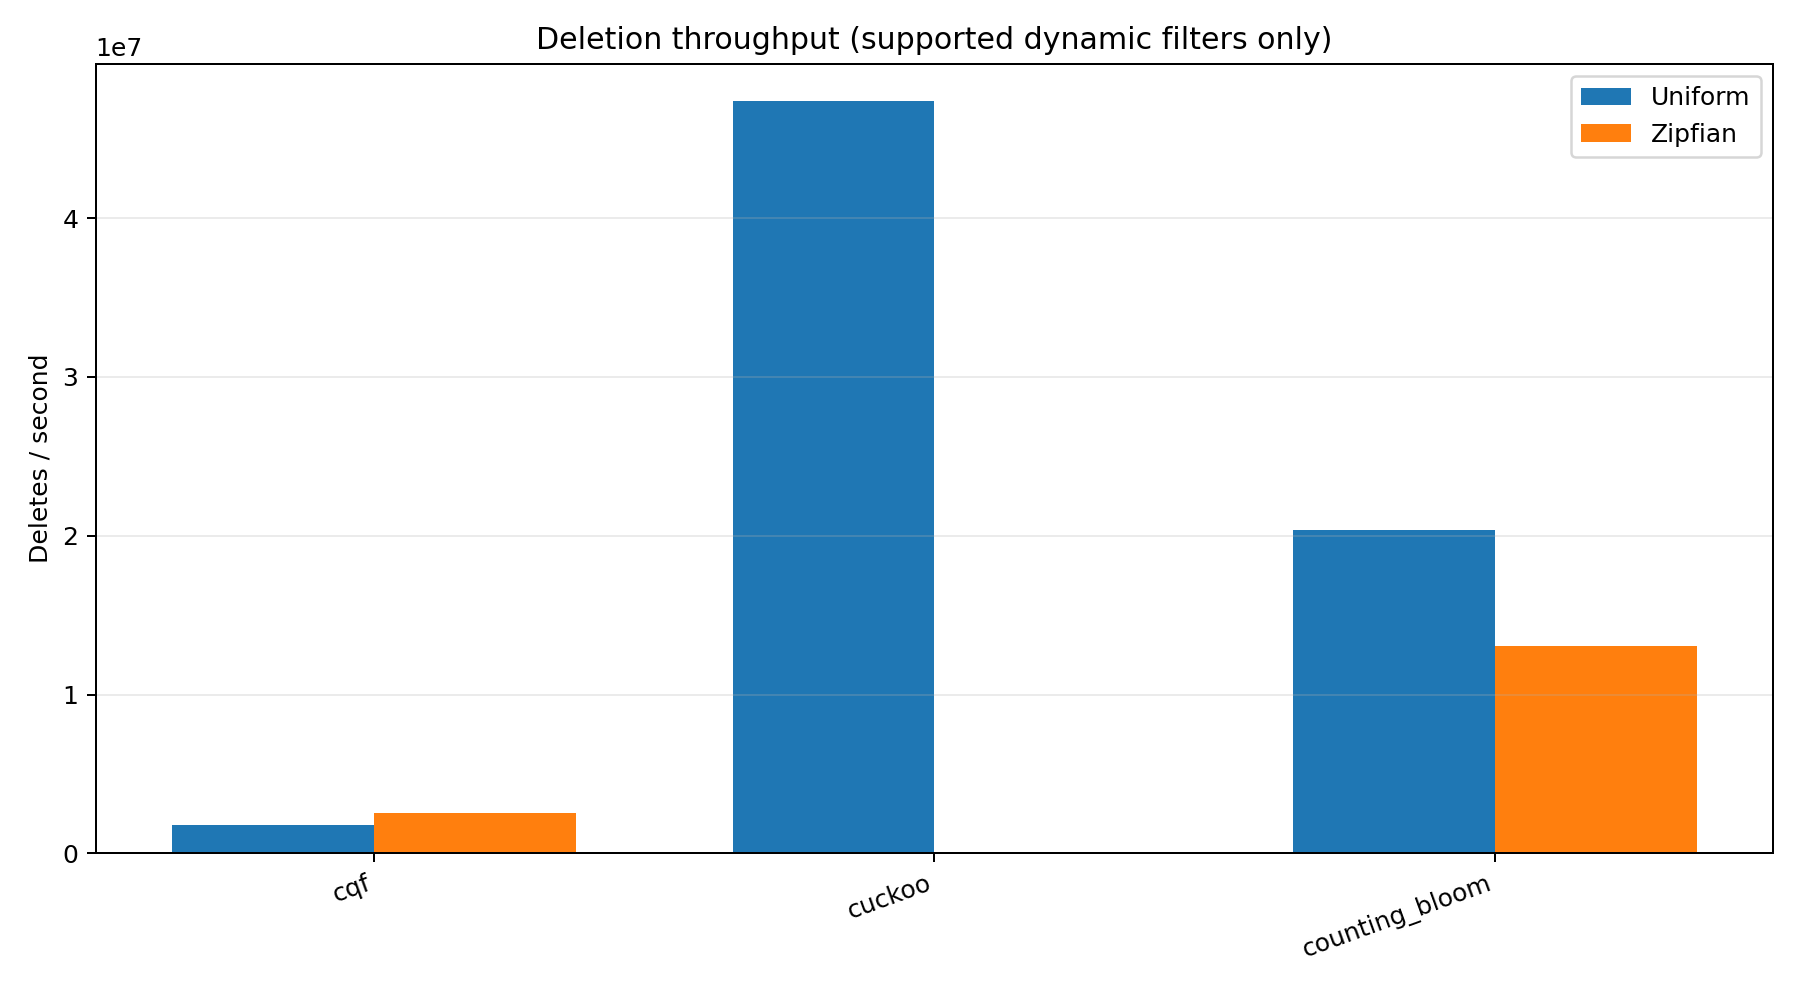 Deletion throughput (supported dynamic filters only)
1e7
Uniform
Zipfian
4
3
2
1
0
Deletes / second
cqf
cuckoo
counting_bloom